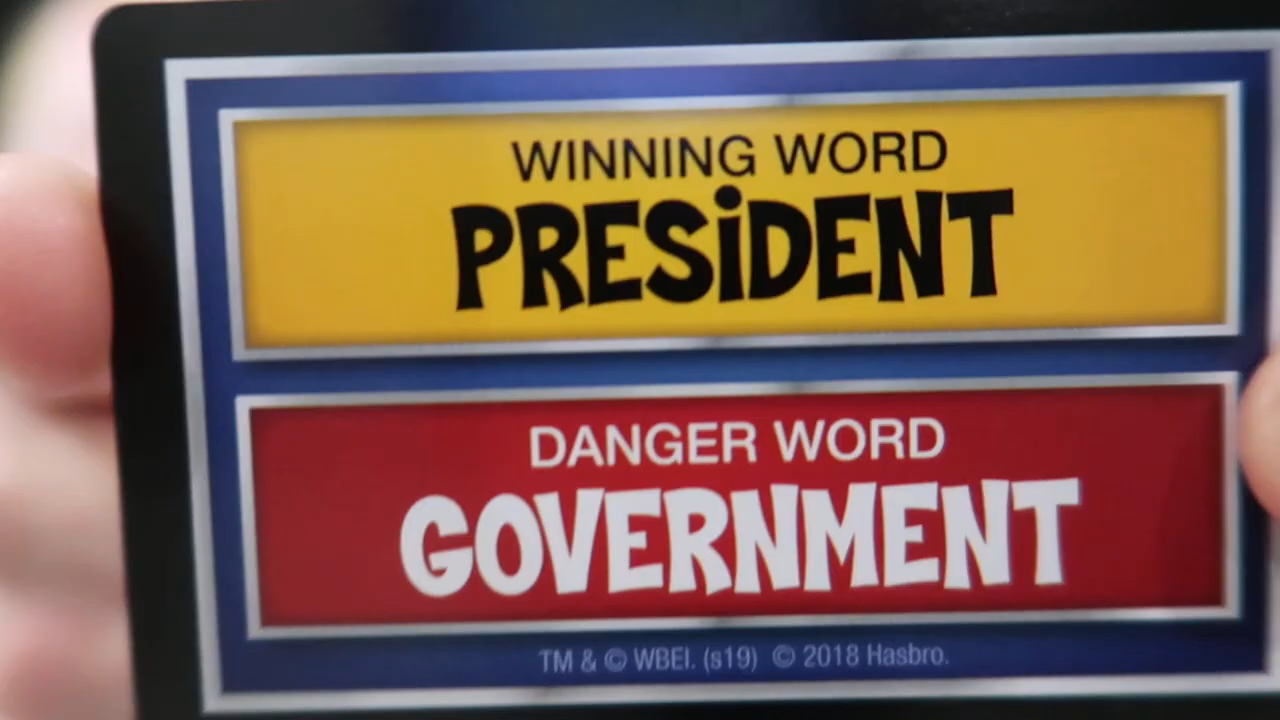 WINNING WORD
PRESiDENT
DANGER WORD
GOVERNMENT
TM & © WBEI. (s19) © 2018 Hasbro.